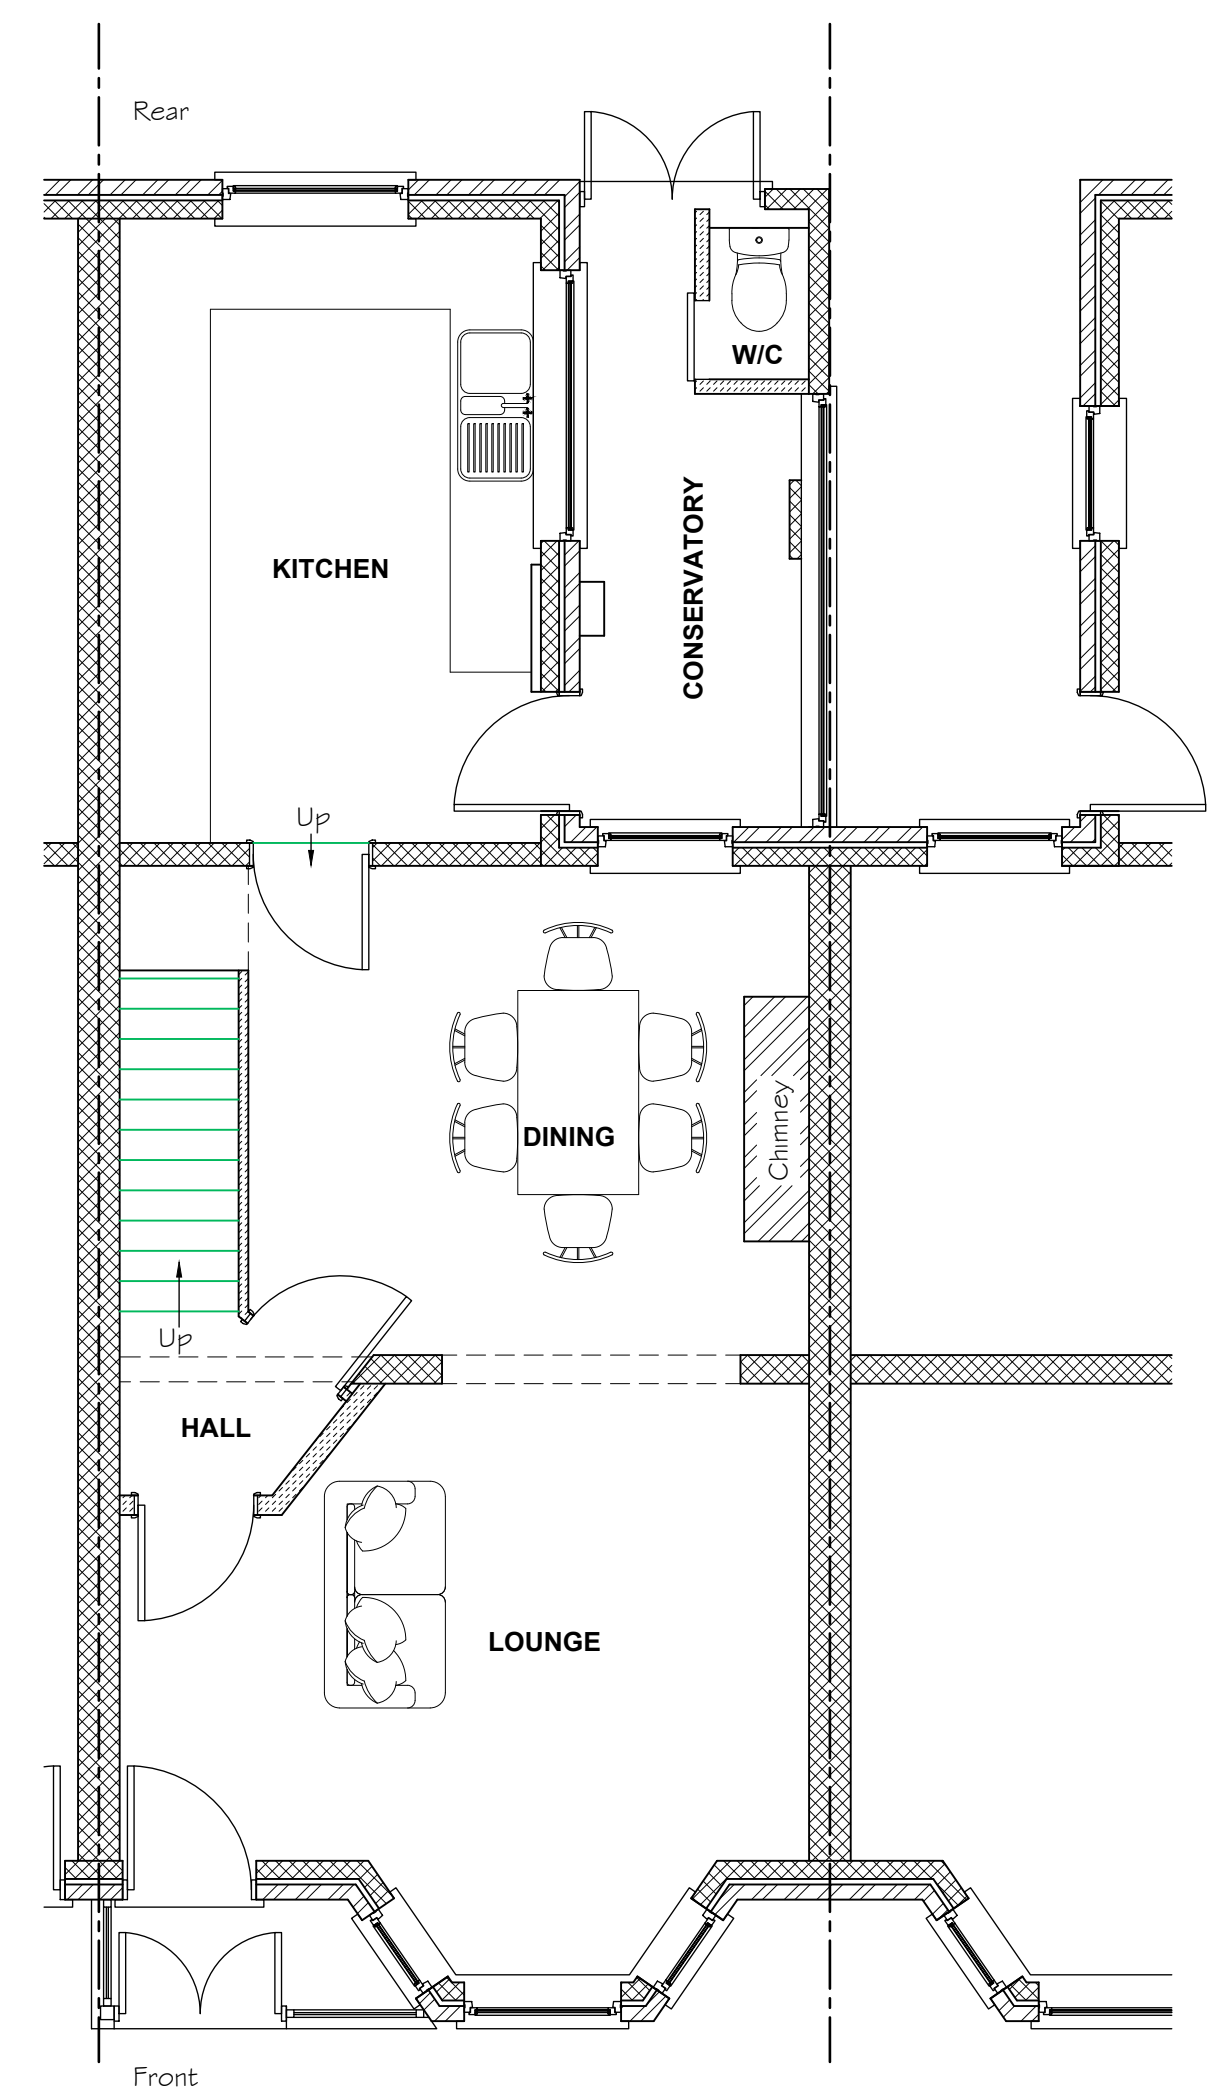 Rear
W/C
CONSERVATORY
KITCHEN
Up
DINING
Chimney
Up
HALL
LOUNGE
Front